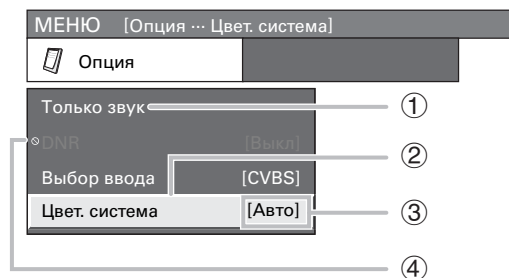 МЕНЮ [Опция ··· Цвет. система]
Опция
Только звук ①
DNR [Выкл]
②
Выбор ввода [CVBS]
Цвет. система [Авто] ③
④